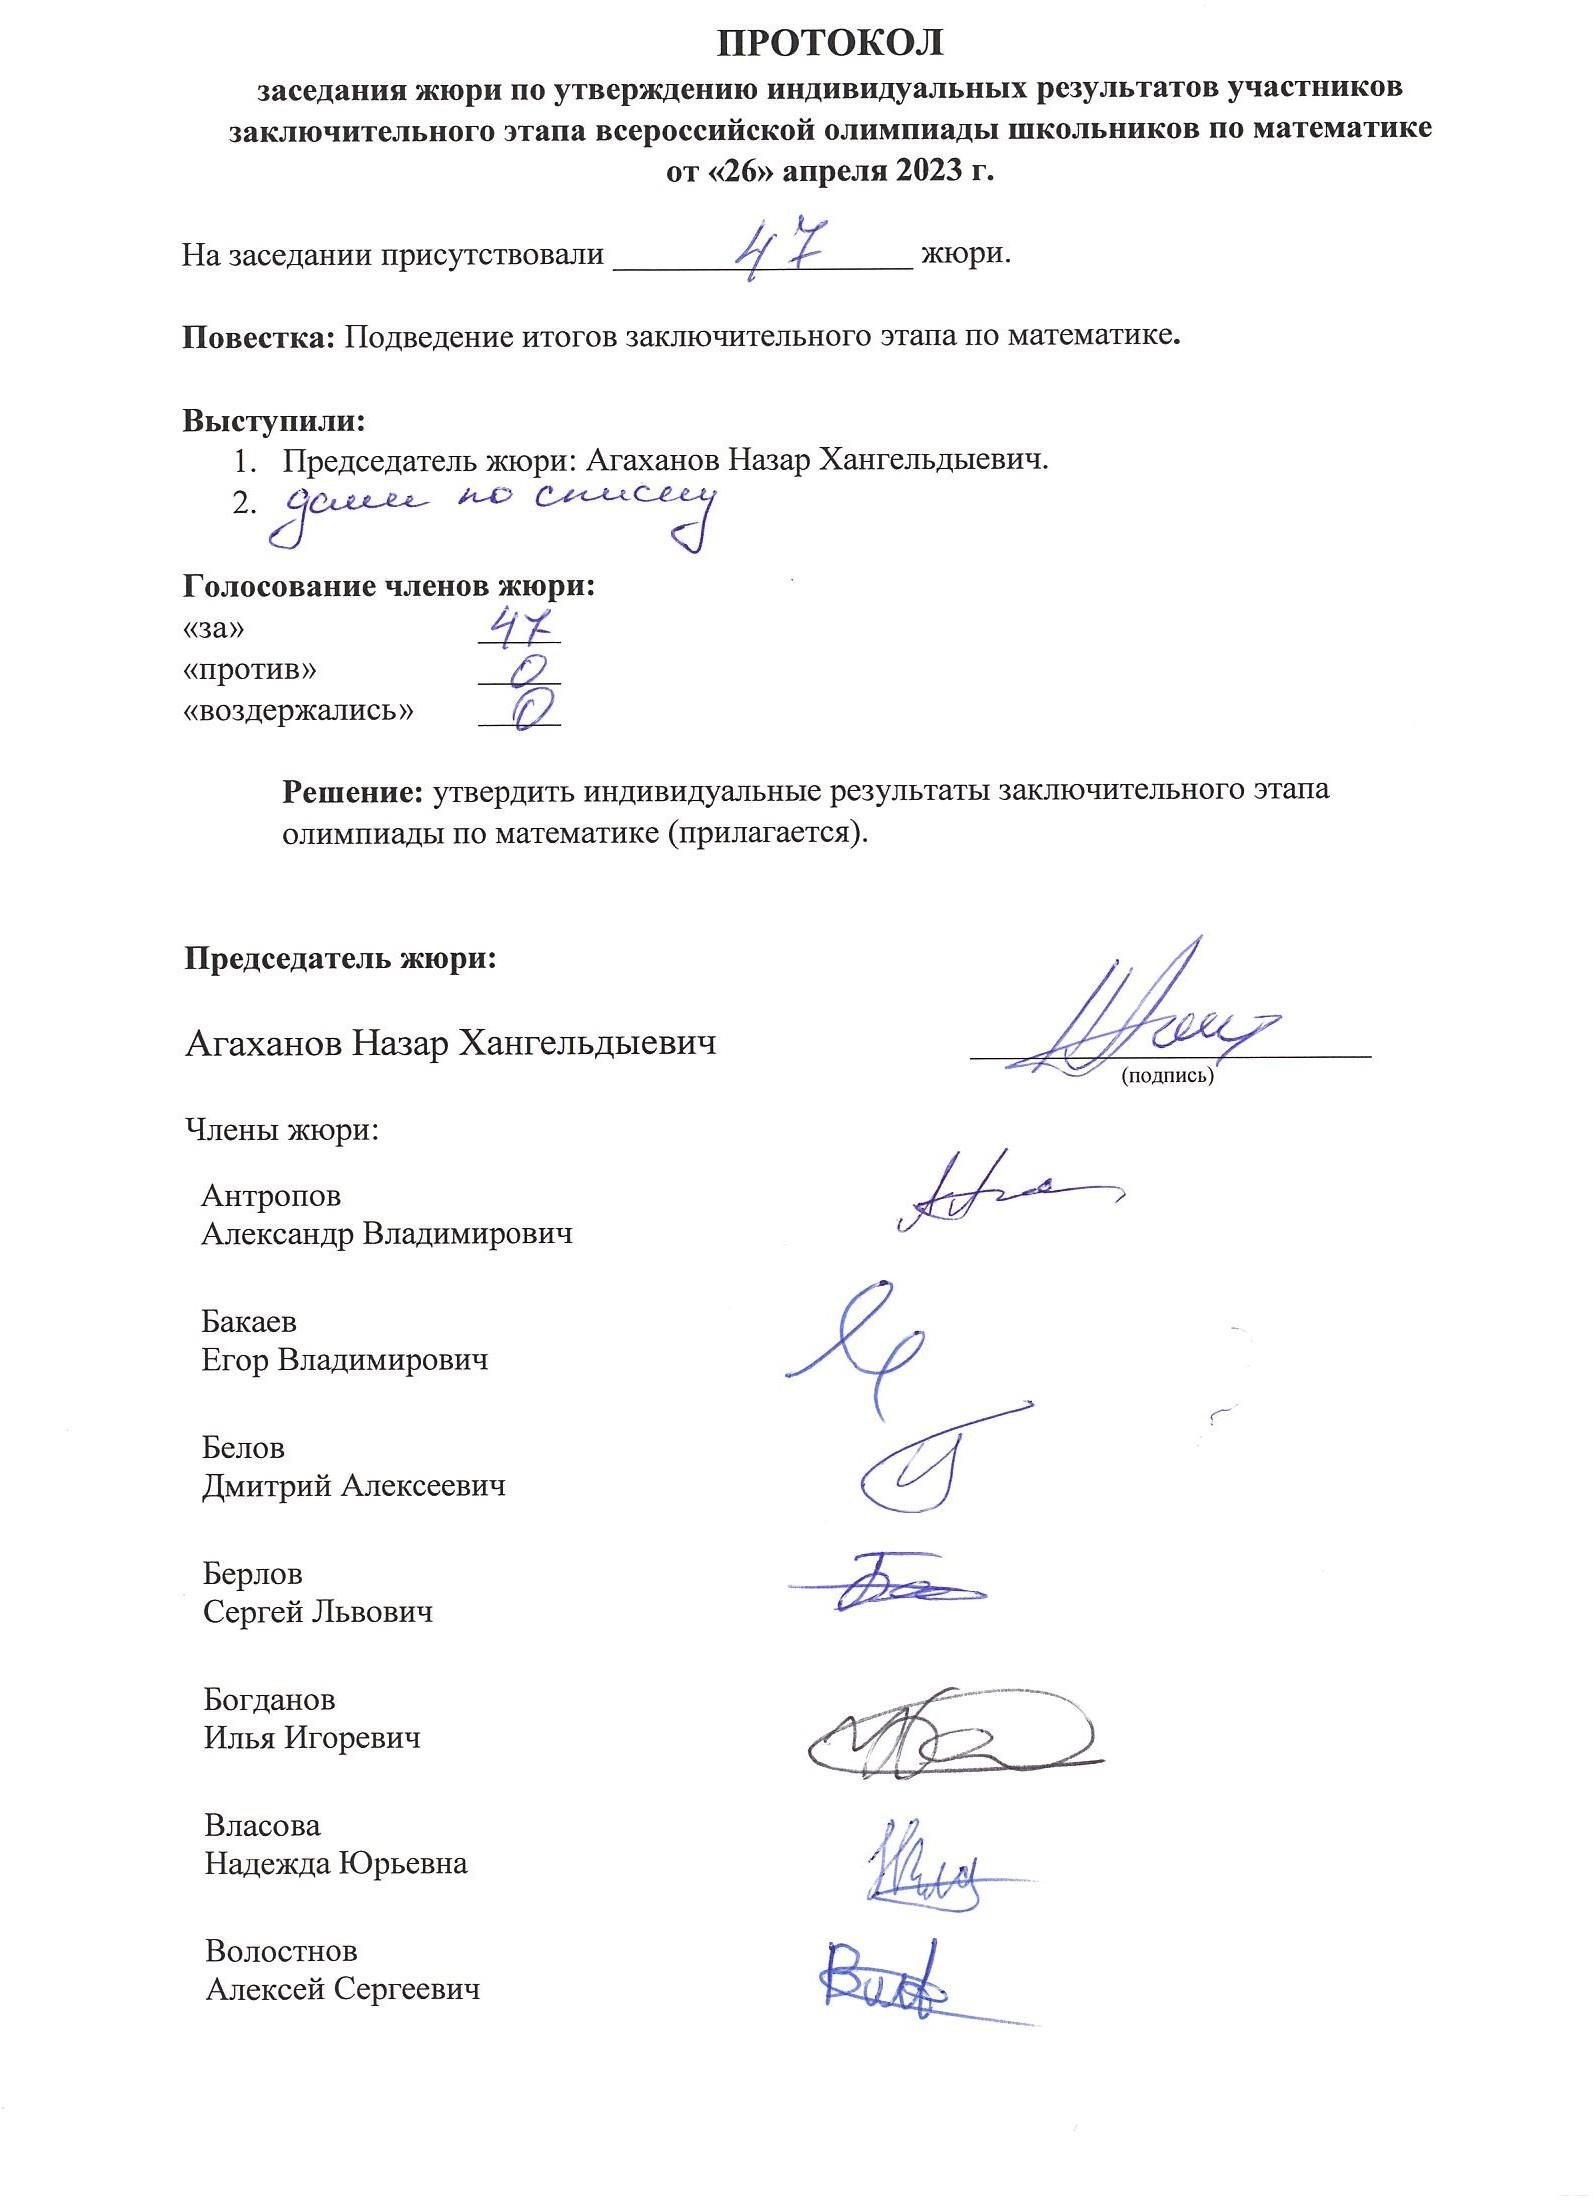 ПРОТОКОЛ
заседания жюри по утверждению индивидуальных результатов участников
заключительного этапа всероссийской олимпиады школьников по математике
от «26» апреля 2023 г.
На заседании присутствовали 47 жюри.
Повестка: Подведение итогов заключительного этапа по математике.
Выступили:
1. Председатель жюри: Агаханов Назар Хангельдыевич.
2. далее по списку
Голосование членов жюри:
«за» 47
«против» 0
«воздержались» 0
Решение: утвердить индивидуальные результаты заключительного этапа
олимпиады по математике (прилагается).
Председатель жюри:
Агаханов Назар Хангельдыевич
(подпись)
Члены жюри:
Антропов
Александр Владимирович
Бакаев
Егор Владимирович
Белов
Дмитрий Алексеевич
Берлов
Сергей Львович
Богданов
Илья Игоревич
Власова
Надежда Юрьевна
Волостнов
Алексей Сергеевич